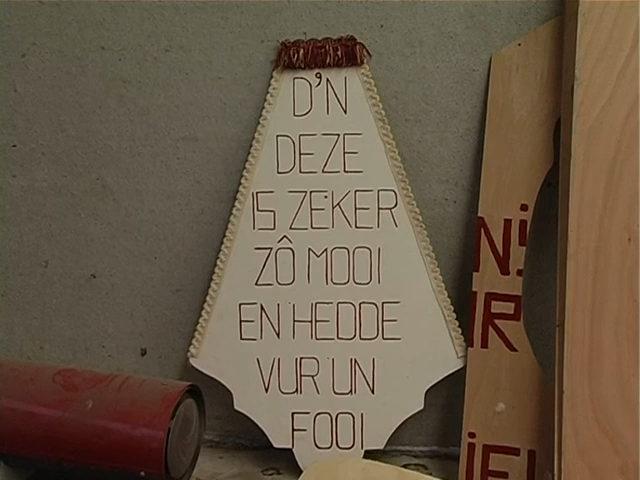 D'N
DEZE
IS ZEKER
ZÔ MOOI
EN HEDDE
VUR UN
FOOI